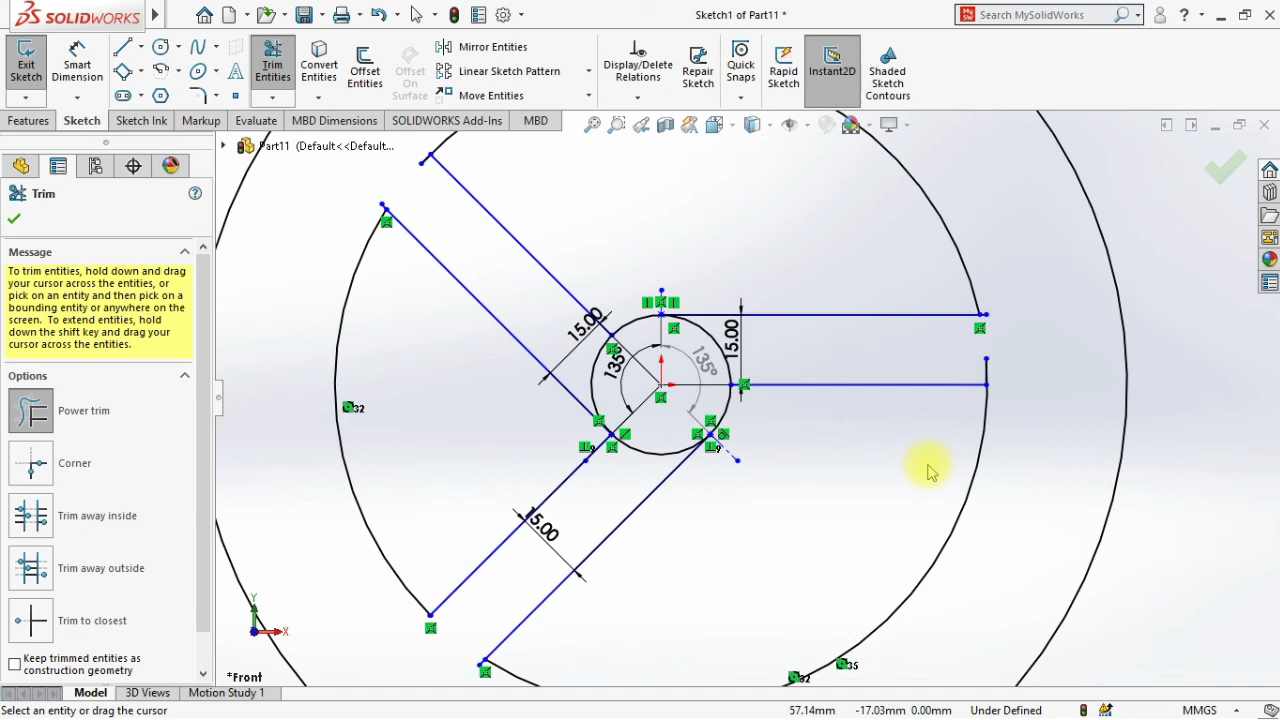 SOLIDWORKS
Sketch1 of Part11 *
Search MySolidWorks
?
Exit Sketch
Smart Dimension
Trim Entities
Convert Entities
Offset Entities
Offset On Surface
Mirror Entities
Linear Sketch Pattern
Move Entities
Display/Delete Relations
Repair Sketch
Quick Snaps
Rapid Sketch
Instant2D
Shaded Sketch Contours
Features
Sketch
Sketch Ink
Markup
Evaluate
MBD Dimensions
SOLIDWORKS Add-Ins
MBD
Part11 (Default<<Default...
Trim
Message
To trim entities, hold down and drag
your cursor across the entities, or
pick on an entity and then pick on a
bounding entity or anywhere on the
screen. To extend entities, hold
down the shift key and drag your
cursor across the entities.
Options
Power trim
Corner
Trim away inside
Trim away outside
Trim to closest
Keep trimmed entities as
construction geometry
15.00
15.00
135°
135°
15.00
32
9
9
35
32
Y
X
*Front
Model
3D Views
Motion Study 1
Select an entity or drag the cursor
57.14mm
-17.03mm 0.00mm
Under Defined
MMGS